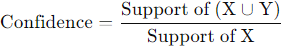 Confidence = Support of (X ∪ Y) / Support of X